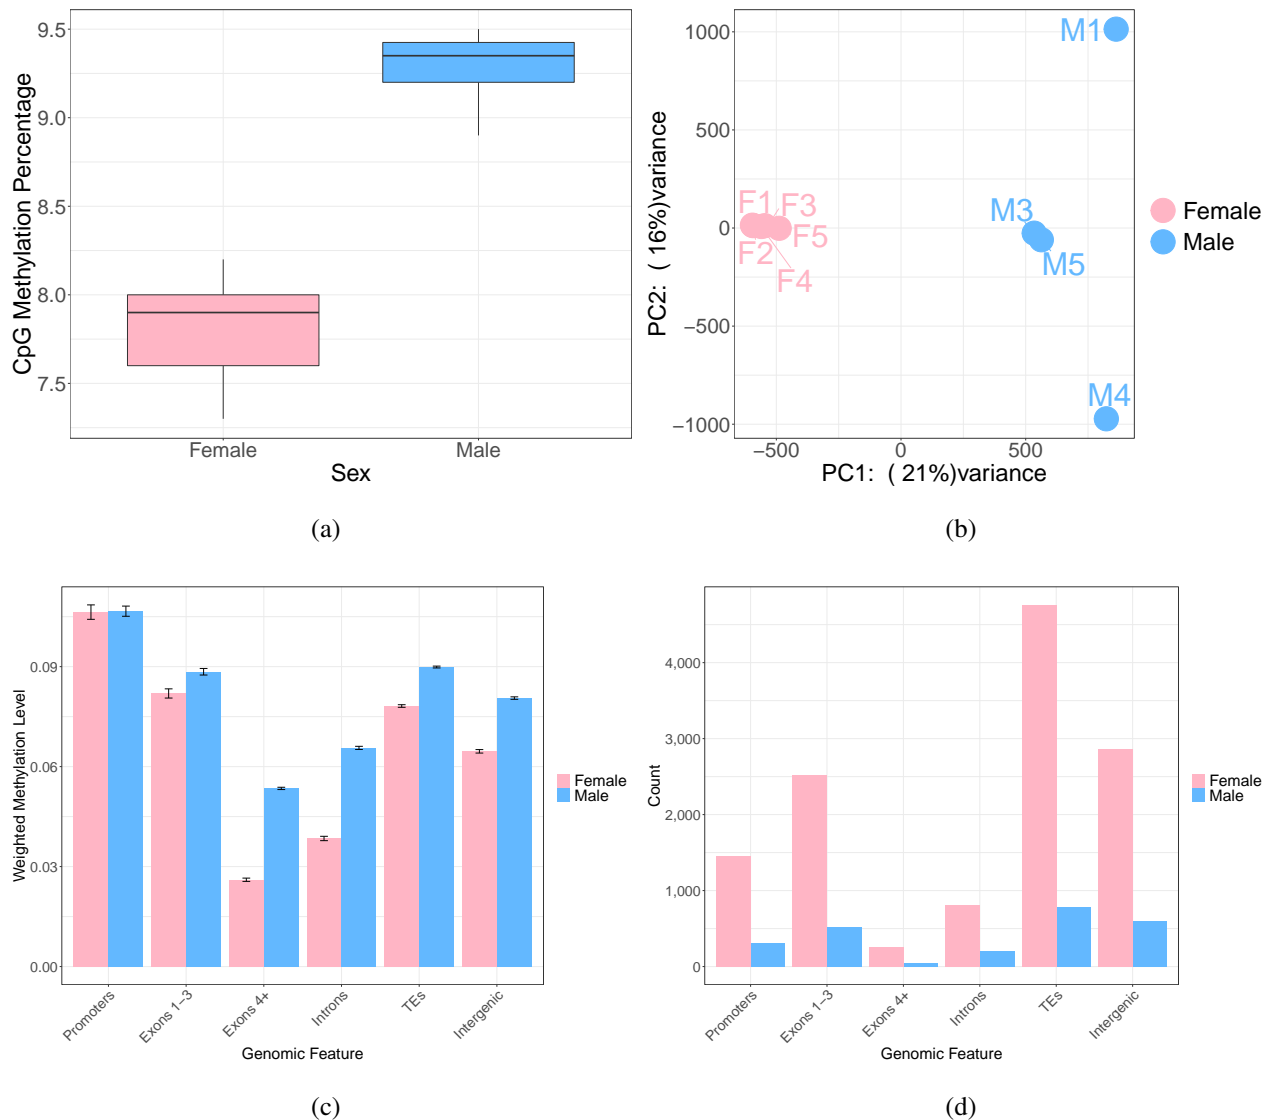 CpG Methylation Percentage
9.5
9.0
8.5
8.0
7.5
Female
Male
Sex
(a)
PC2: ( 16%)variance
1000
500
0
−500
−1000
M1
F1
F3
F2
F5
F4
M3
M5
M4
−500
0
500
PC1: ( 21%)variance
Female
Male
(b)
Weighted Methylation Level
0.09
0.06
0.03
0.00
Promoters
Exons 1−3
Exons 4+
Introns
TEs
Intergenic
Genomic Feature
Female
Male
(c)
Count
4,000
3,000
2,000
1,000
0
Promoters
Exons 1−3
Exons 4+
Introns
TEs
Intergenic
Genomic Feature
Female
Male
(d)